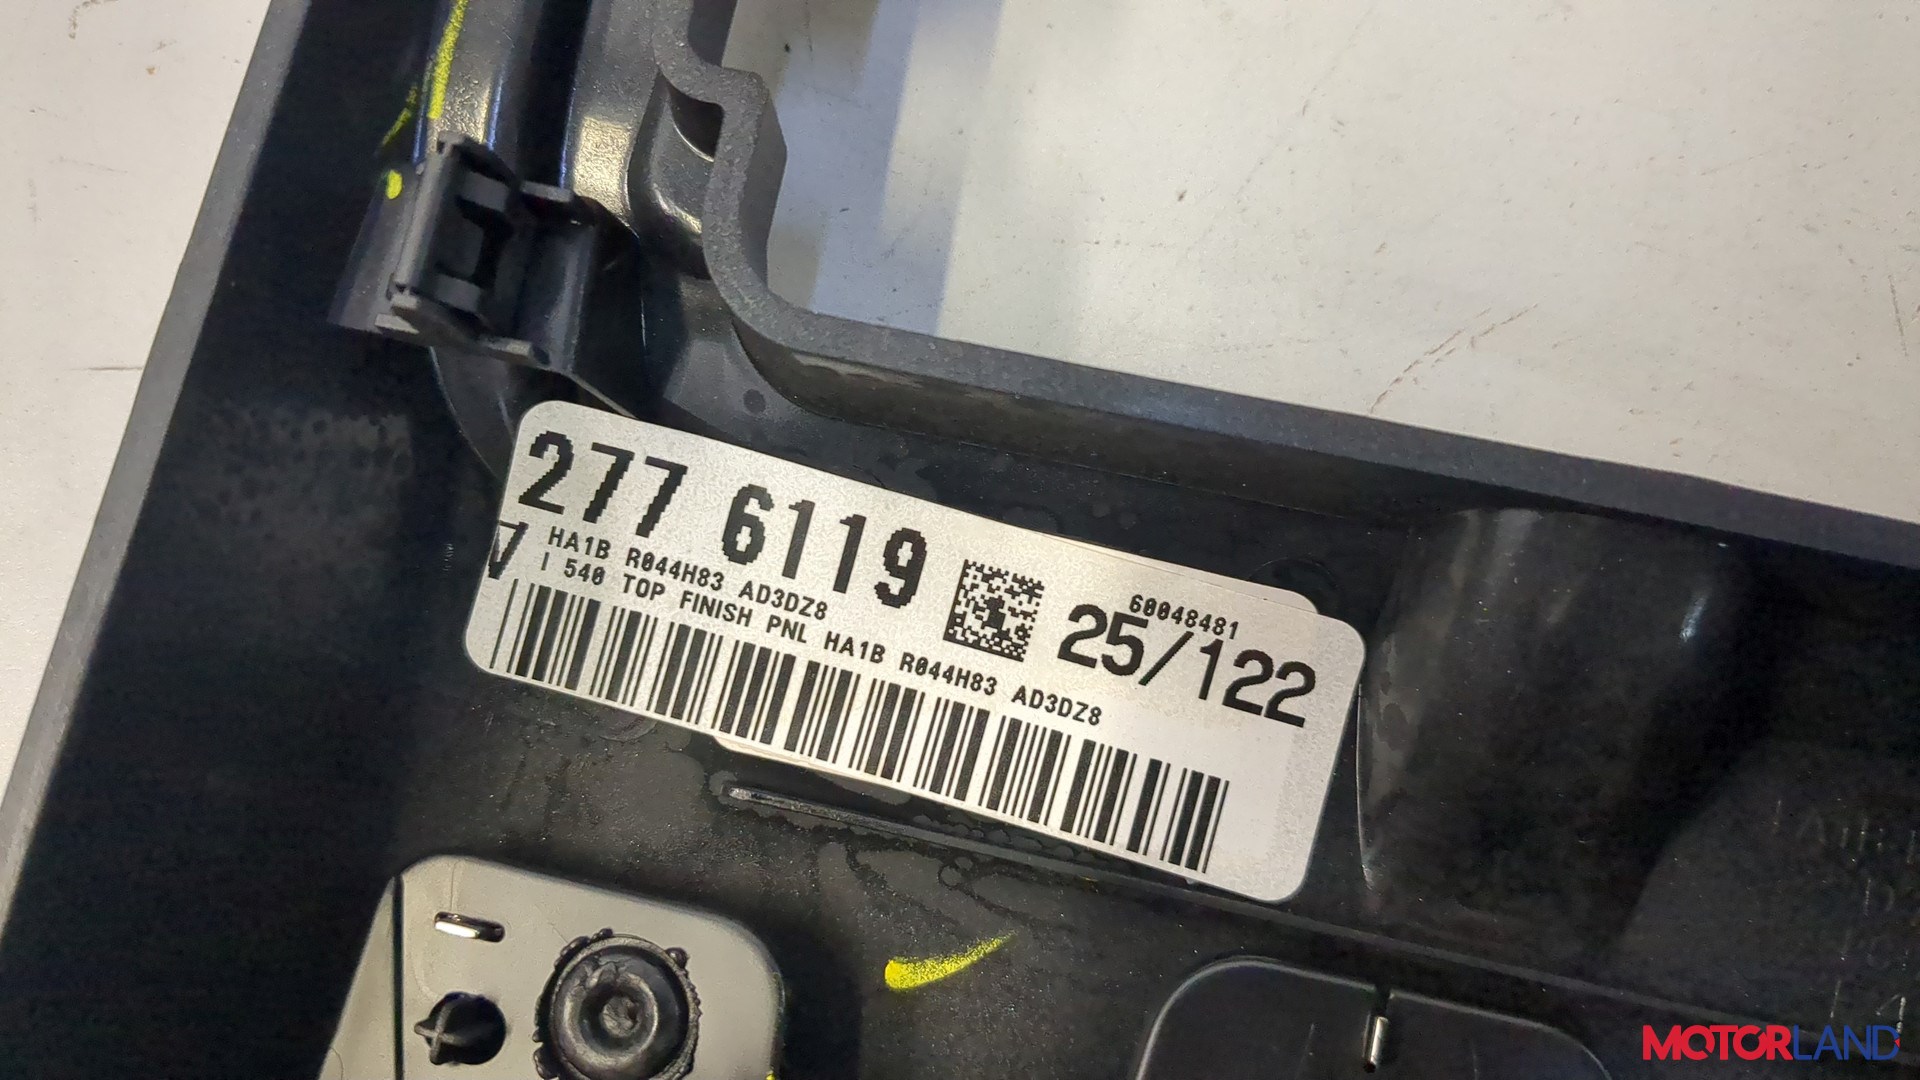 277 6119
HA1B R044H83 AD3DZ8
I 540 TOP FINISH PNL HA1B R044H83 AD3DZ8
60048481
25/122
MOTORLAND